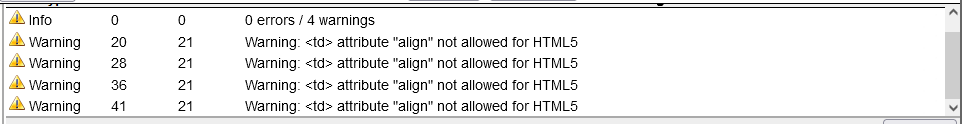 Info 0 0 0 errors / 4 warnings
Warning 20 21 Warning: <td> attribute "align" not allowed for HTML5
Warning 28 21 Warning: <td> attribute "align" not allowed for HTML5
Warning 36 21 Warning: <td> attribute "align" not allowed for HTML5
Warning 41 21 Warning: <td> attribute "align" not allowed for HTML5